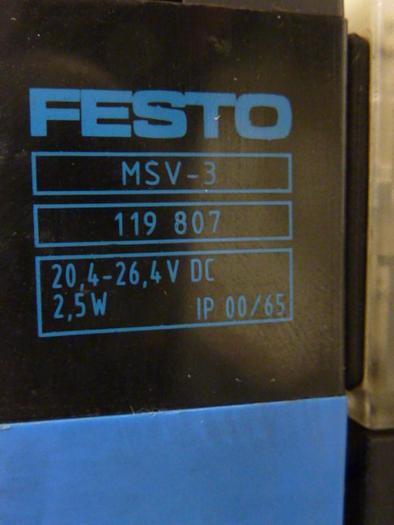 FESTO
MSV-3
119 807
20,4-26,4V DC
2,5W IP 00/65